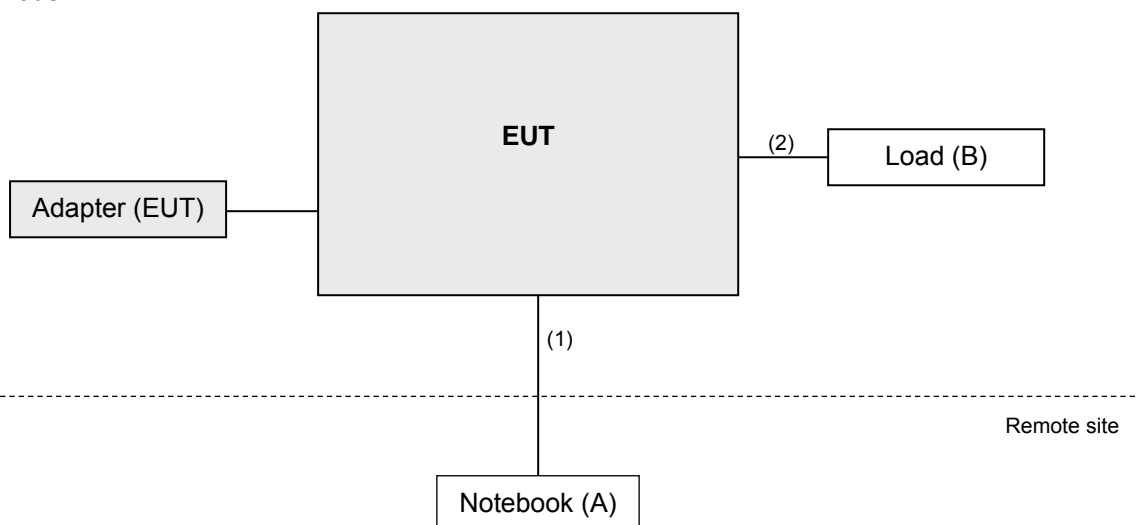 EUT
(2)
Load (B)
Adapter (EUT)
(1)
Remote site
Notebook (A)